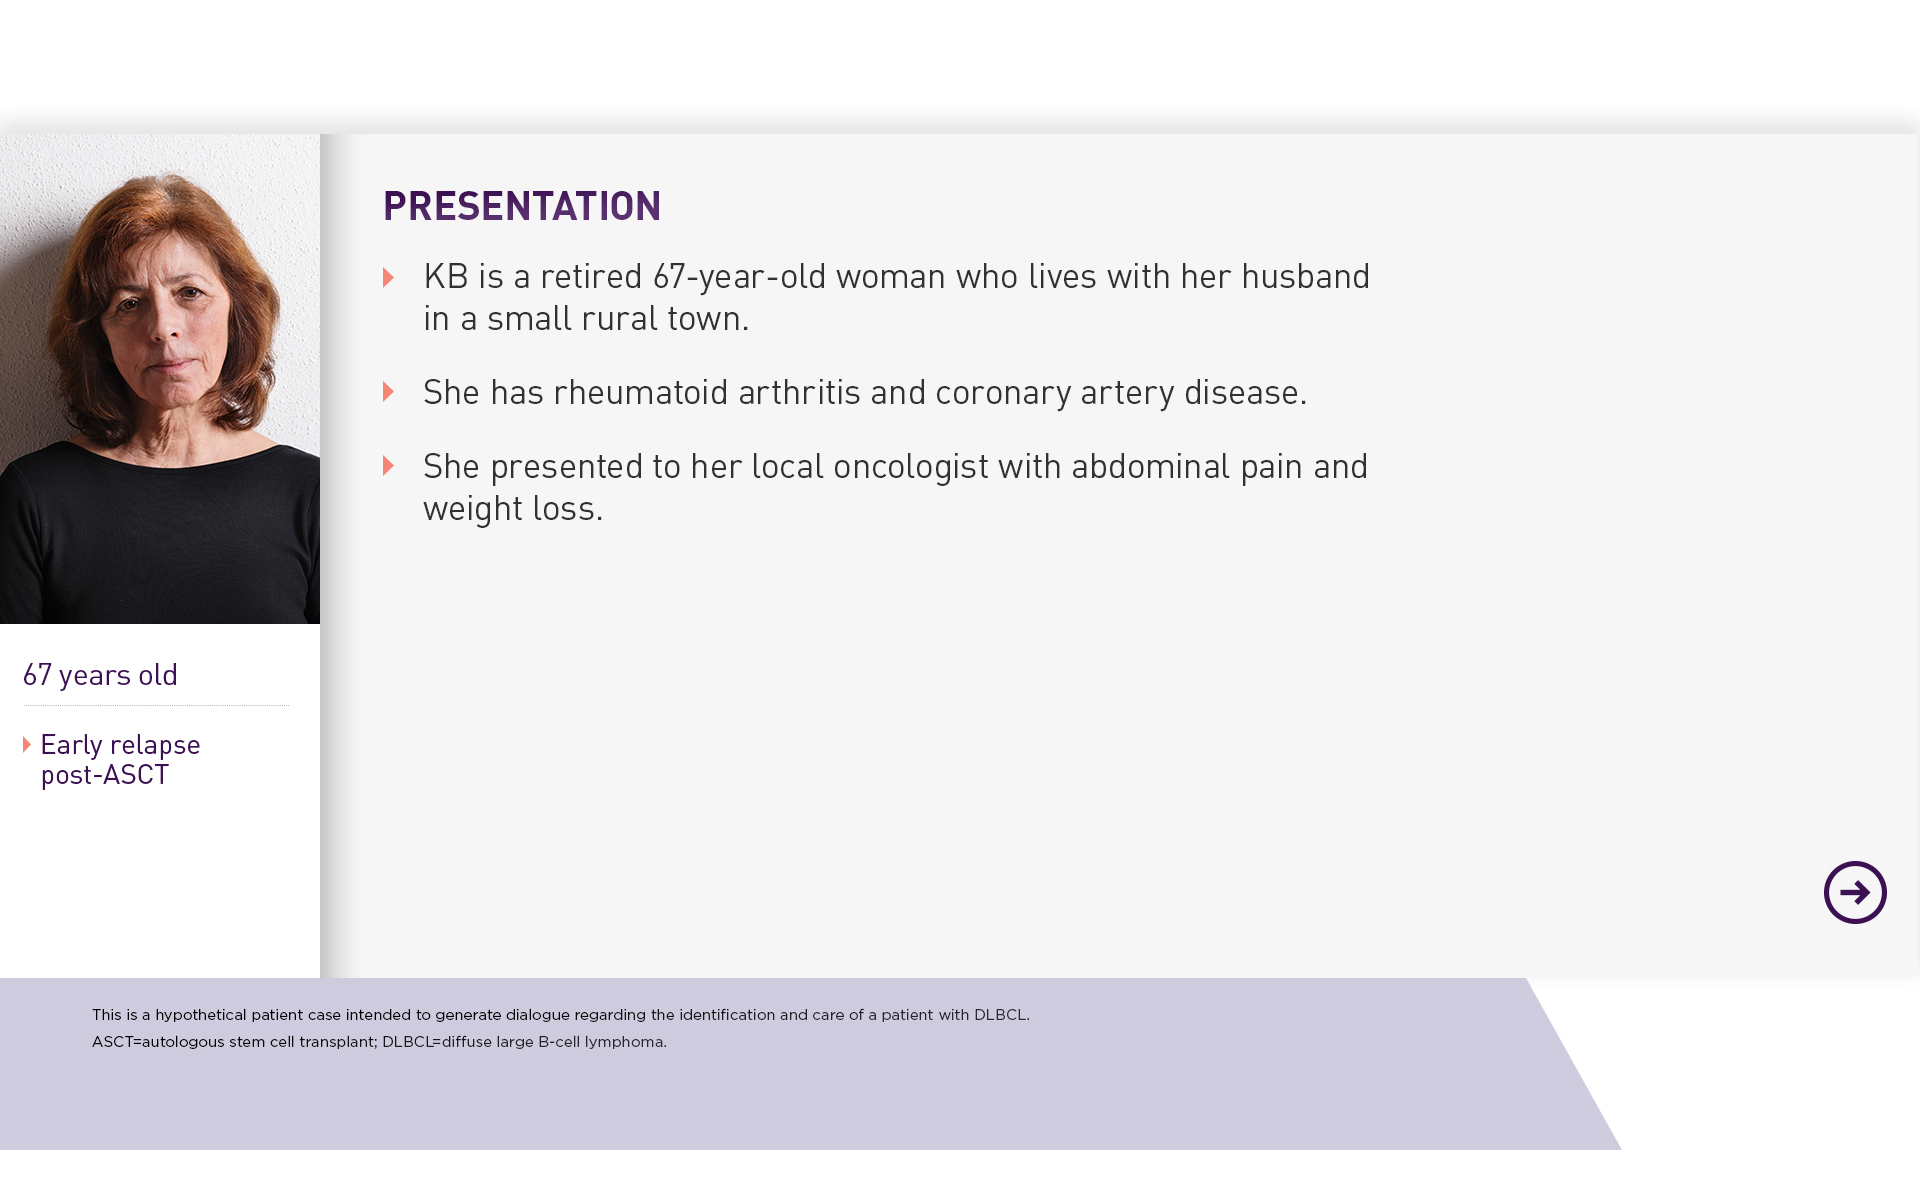 PRESENTATION
KB is a retired 67-year-old woman who lives with her husband
in a small rural town.
She has rheumatoid arthritis and coronary artery disease.
She presented to her local oncologist with abdominal pain and
weight loss.
67 years old
Early relapse
post-ASCT
This is a hypothetical patient case intended to generate dialogue regarding the identification and care of a patient with DLBCL.
ASCT=autologous stem cell transplant; DLBCL=diffuse large B-cell lymphoma.